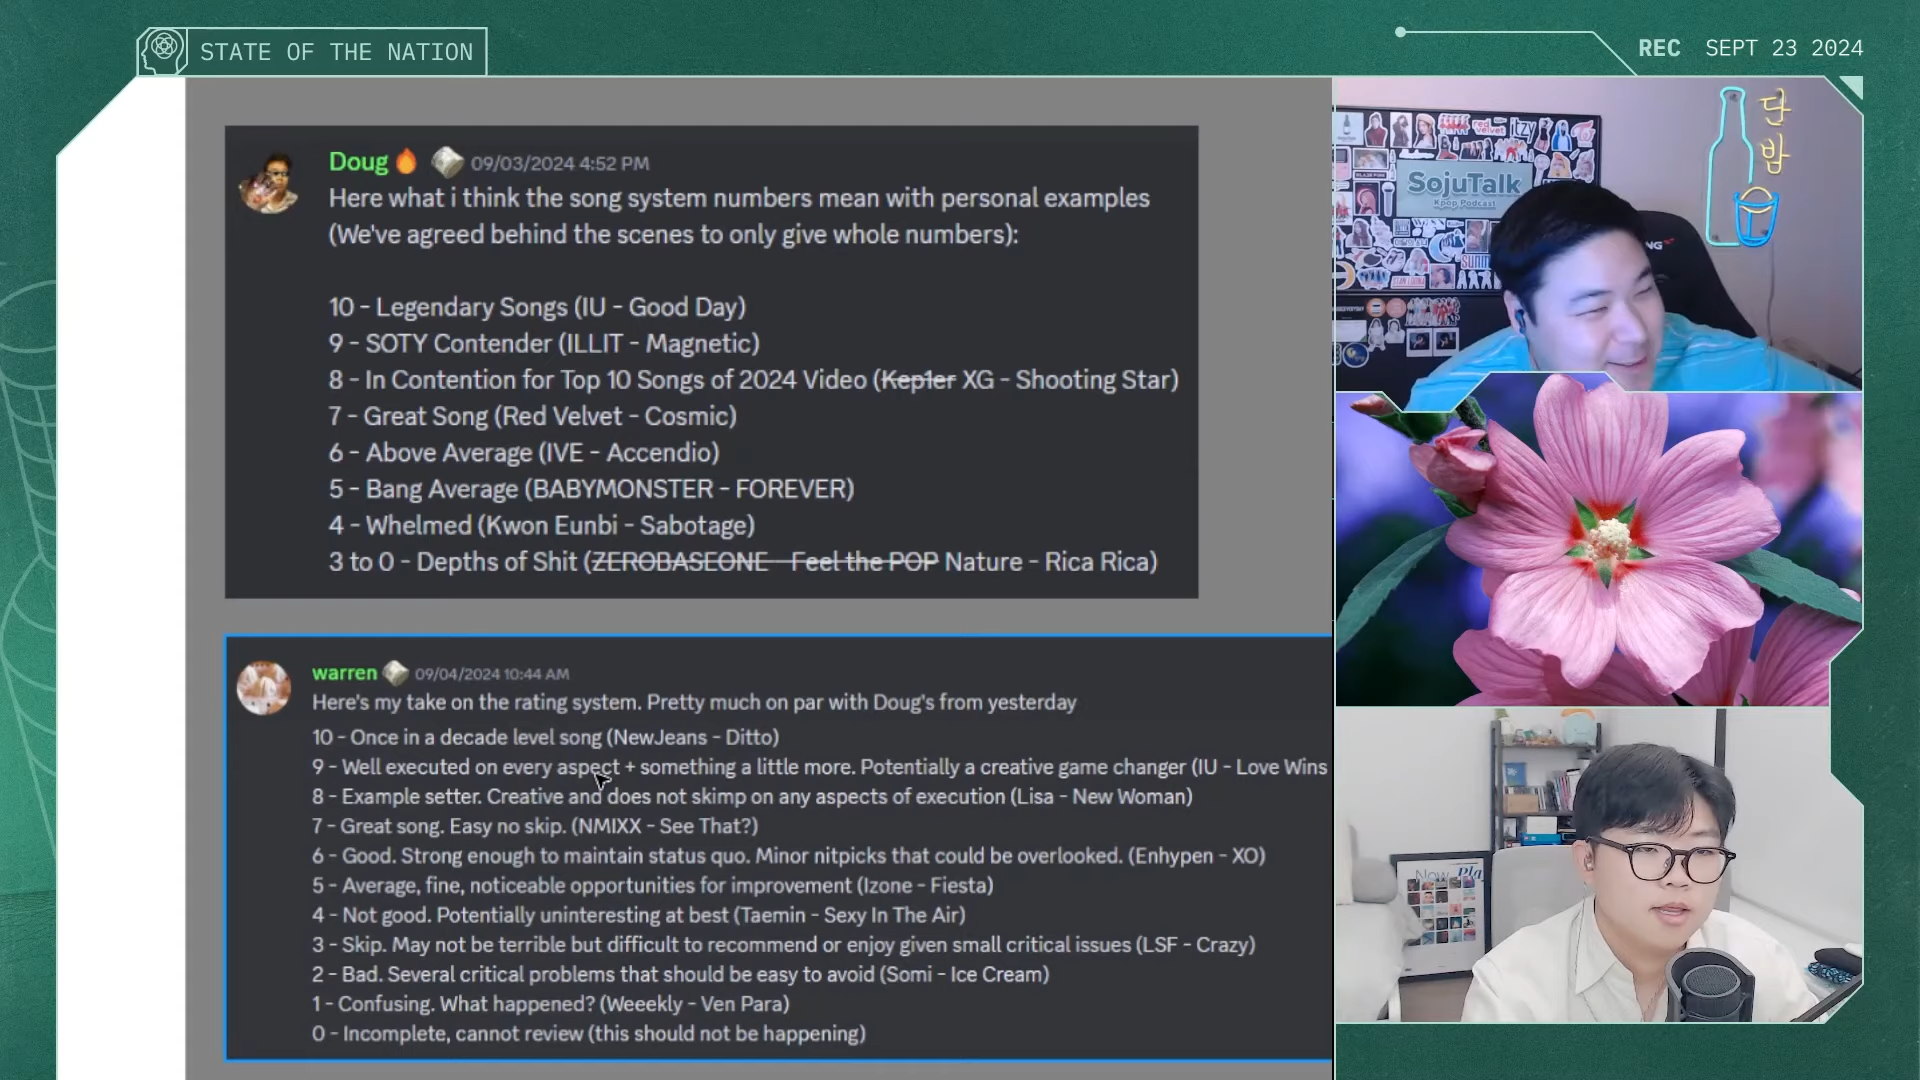 STATE OF THE NATION
REC SEPT 23 2024
Doug 09/03/2024 4:52 PM
Here what i think the song system numbers mean with personal examples
(We've agreed behind the scenes to only give whole numbers):
10 - Legendary Songs (IU - Good Day)
9 - SOTY Contender (ILLIT - Magnetic)
8 - In Contention for Top 10 Songs of 2024 Video (Kep1er XG - Shooting Star)
7 - Great Song (Red Velvet - Cosmic)
6 - Above Average (IVE - Accendio)
5 - Bang Average (BABYMONSTER - FOREVER)
4 - Whelmed (Kwon Eunbi - Sabotage)
3 to 0 - Depths of Shit (ZEROBASEONE - Feel the POP Nature - Rica Rica)
warren 09/04/2024 10:44 AM
Here's my take on the rating system. Pretty much on par with Doug's from yesterday
10 - Once in a decade level song (NewJeans - Ditto)
9 - Well executed on every aspect + something a little more. Potentially a creative game changer (IU - Love Wins
8 - Example setter. Creative and does not skimp on any aspects of execution (Lisa - New Woman)
7 - Great song. Easy no skip. (NMIXX - See That?)
6 - Good. Strong enough to maintain status quo. Minor nitpicks that could be overlooked. (Enhypen - XO)
5 - Average, fine, noticeable opportunities for improvement (Izone - Fiesta)
4 - Not good. Potentially uninteresting at best (Taemin - Sexy In The Air)
3 - Skip. May not be terrible but difficult to recommend or enjoy given small critical issues (LSF - Crazy)
2 - Bad. Several critical problems that should be easy to avoid (Somi - Ice Cream)
1 - Confusing. What happened? (Weeekly - Ven Para)
0 - Incomplete, cannot review (this should not be happening)
단
밤
red velvet
itzy
SojuTalk
Kpop Podcast
Now Pla